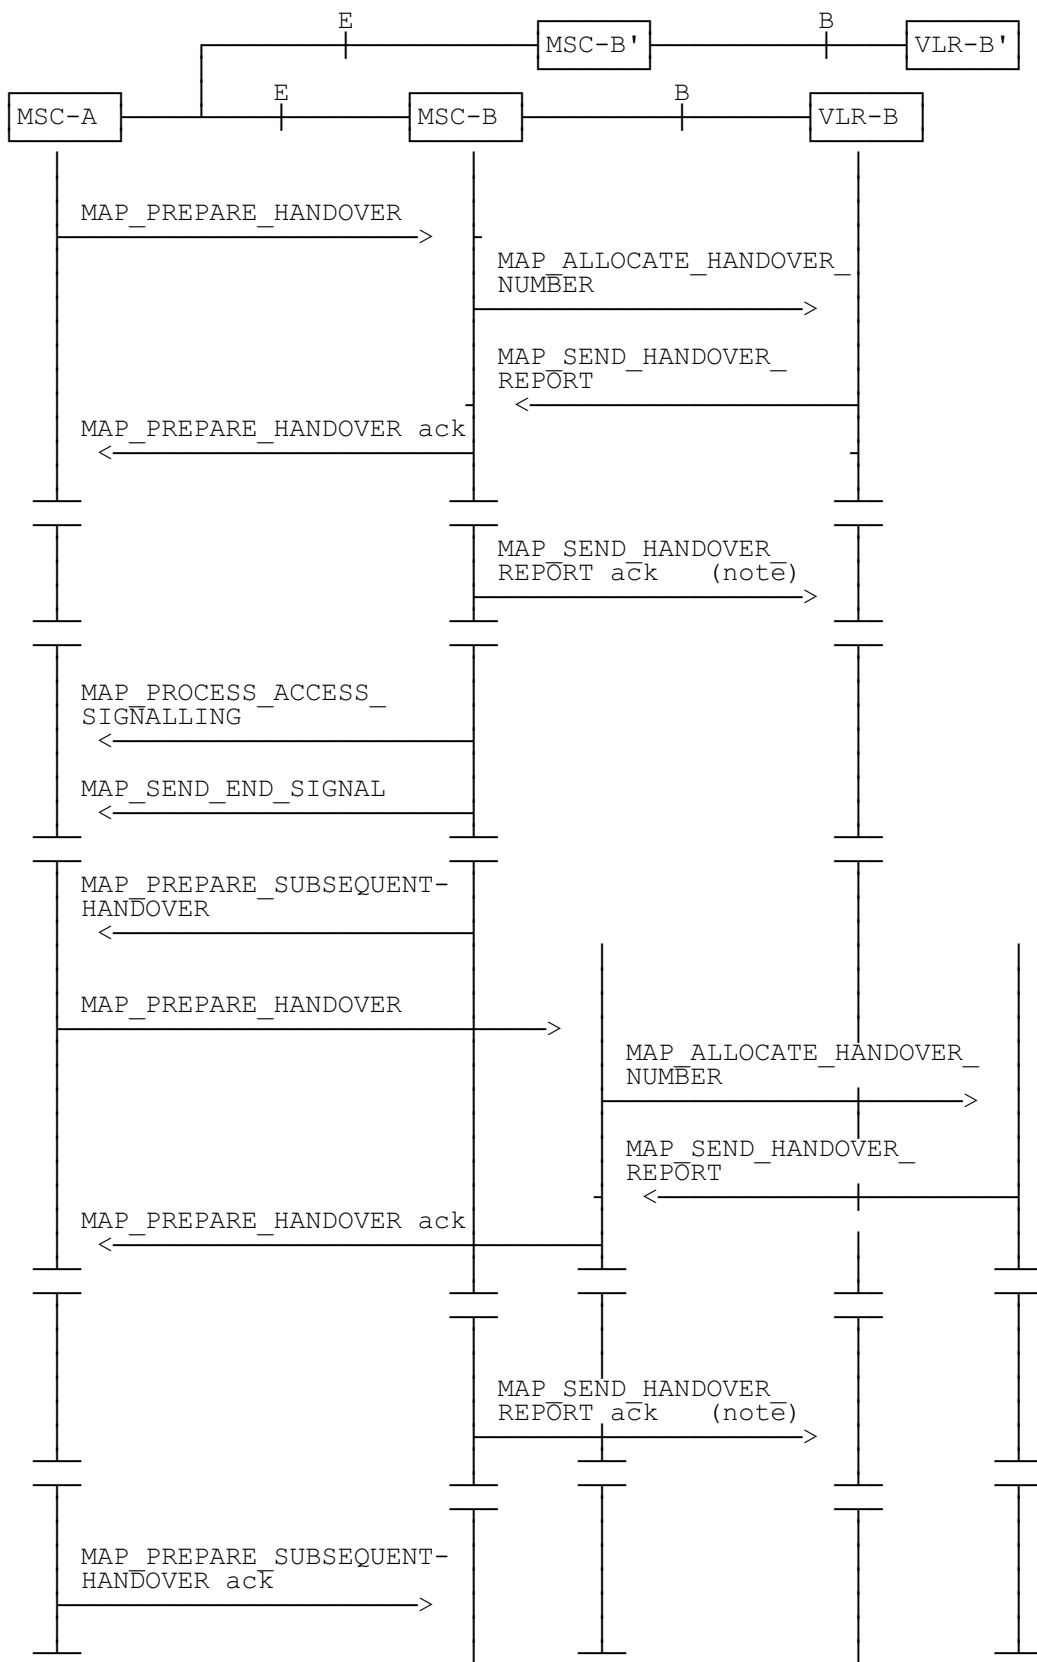 E B
MSC-B' VLR-B'
E B
MSC-A MSC-B VLR-B
MAP_PREPARE_HANDOVER
MAP_ALLOCATE_HANDOVER_
NUMBER
MAP_SEND_HANDOVER_
REPORT
MAP_PREPARE_HANDOVER ack
MAP_SEND_HANDOVER_
REPORT ack (note)
MAP_PROCESS_ACCESS_
SIGNALLING
MAP_SEND_END_SIGNAL
MAP_PREPARE_SUBSEQUENT-
HANDOVER
MAP_PREPARE_HANDOVER
MAP_ALLOCATE_HANDOVER_
NUMBER
MAP_SEND_HANDOVER_
REPORT
MAP_PREPARE_HANDOVER ack
MAP_SEND_HANDOVER_
REPORT ack (note)
MAP_PREPARE_SUBSEQUENT-
HANDOVER ack